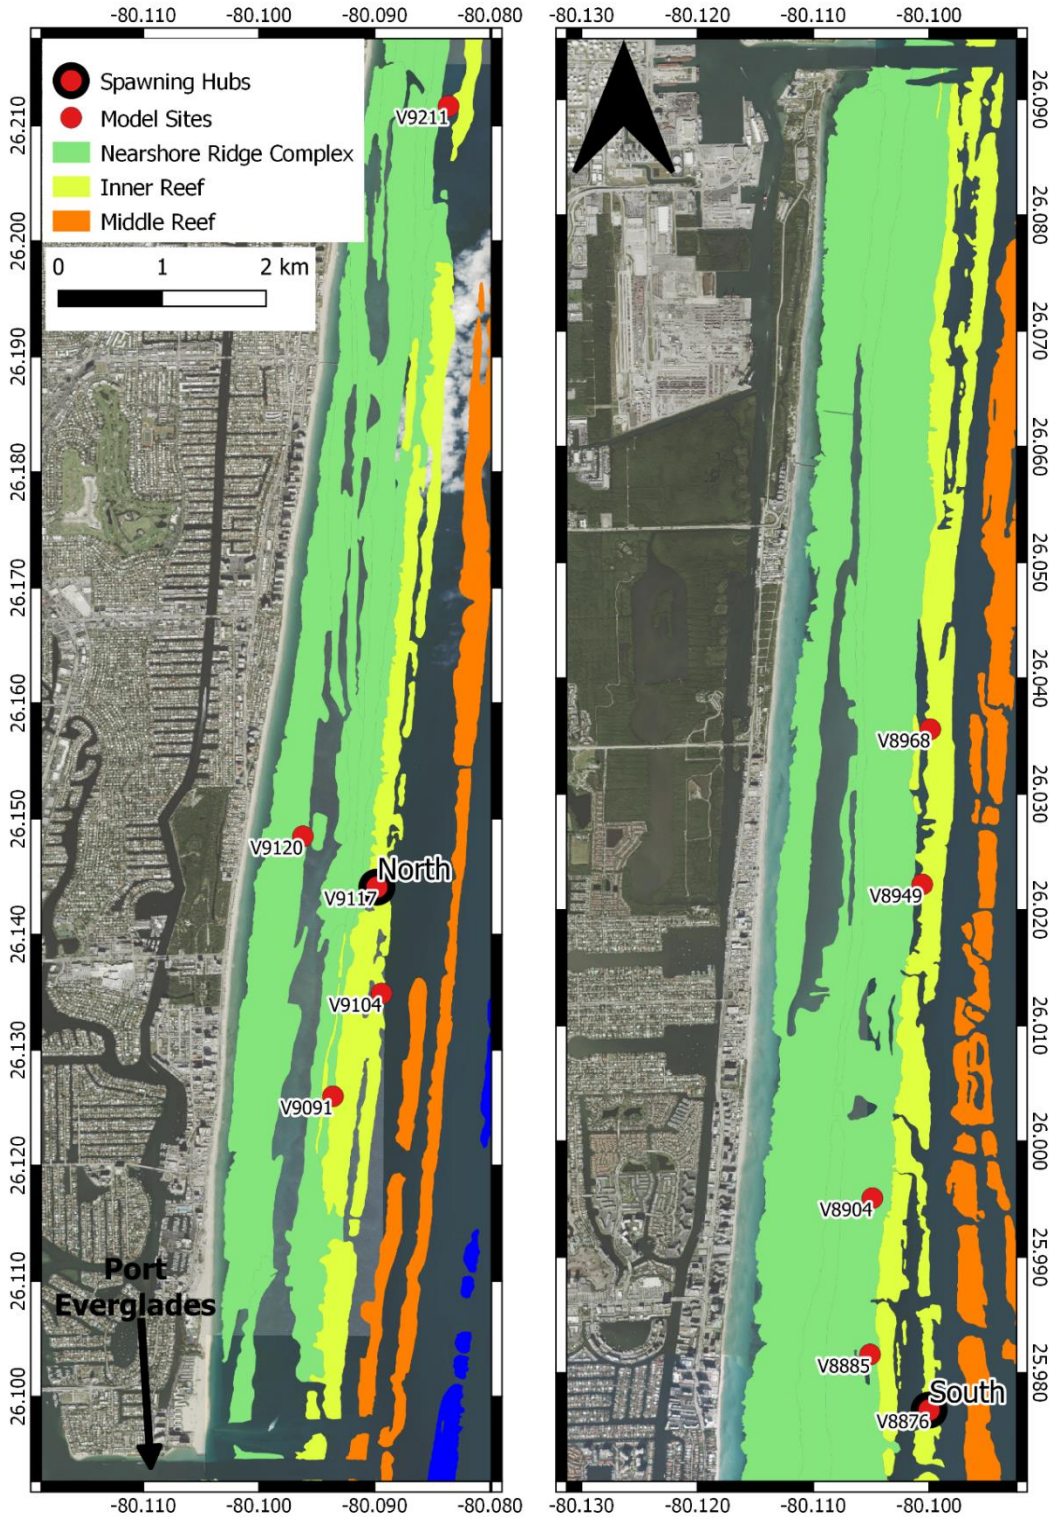 -80.110 -80.100 -80.090 -80.080
-80.130 -80.120 -80.110 -80.100
Spawning Hubs
Model Sites
Nearshore Ridge Complex
Inner Reef
Middle Reef
0 1 2 km
26.210
26.200
26.190
26.180
26.170
26.160
26.150
26.140
26.130
26.120
26.110
26.100
V9211
V9120
North
V9117
V9104
V9091
Port
Everglades
-80.110 -80.100 -80.090 -80.080
26.090
26.080
26.070
26.060
26.050
26.040
26.030
26.020
26.010
26.000
25.990
25.980
V8968
V8949
V8904
V8885
South
V8876
-80.130 -80.120 -80.110 -80.100